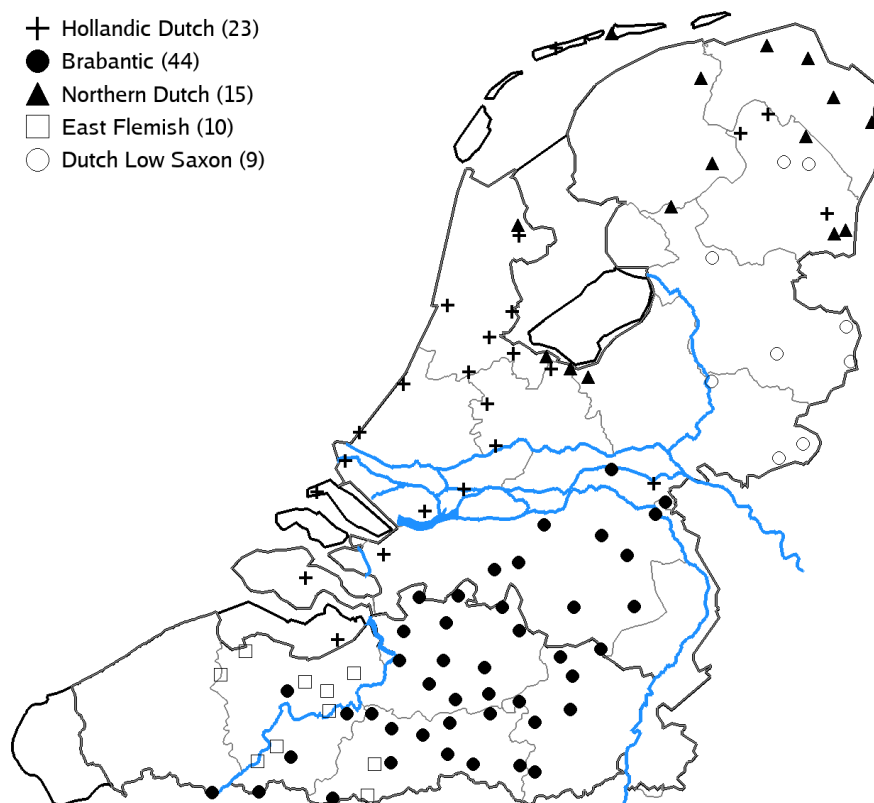 Hollandic Dutch (23)
Brabantic (44)
Northern Dutch (15)
East Flemish (10)
Dutch Low Saxon (9)